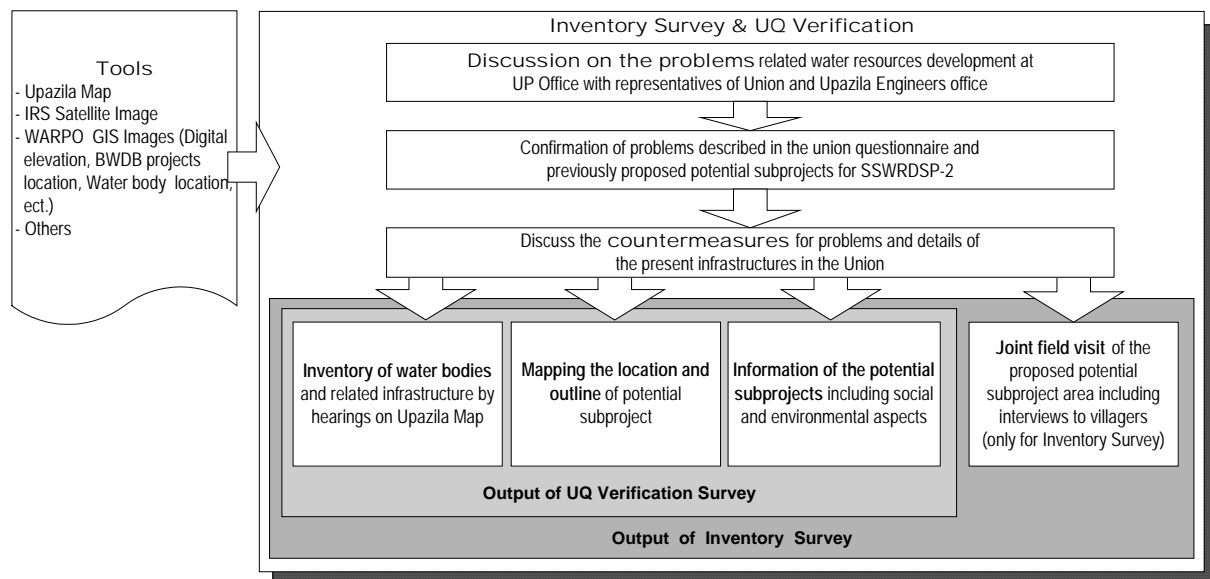 Tools
- Upazila Map
- IRS Satellite Image
- WARPO GIS Images (Digital
elevation, BWDB projects
location, Water body location,
ect.)
- Others
Inventory Survey & UQ Verification
Discussion on the problems related water resources development at
UP Office with representatives of Union and Upazila Engineers office
Confirmation of problems described in the union questionnaire and
previously proposed potential subprojects for SSWRDSP-2
Discuss the countermeasures for problems and details of
the present infrastructures in the Union
Inventory of water bodies
and related infrastructure by
hearings on Upazila Map
Mapping the location and
outline of potential
subproject
Information of the potential
subprojects including social
and environmental aspects
Joint field visit of the
proposed potential
subproject area including
interviews to villagers
(only for Inventory Survey)
Output of UQ Verification Survey
Output of Inventory Survey